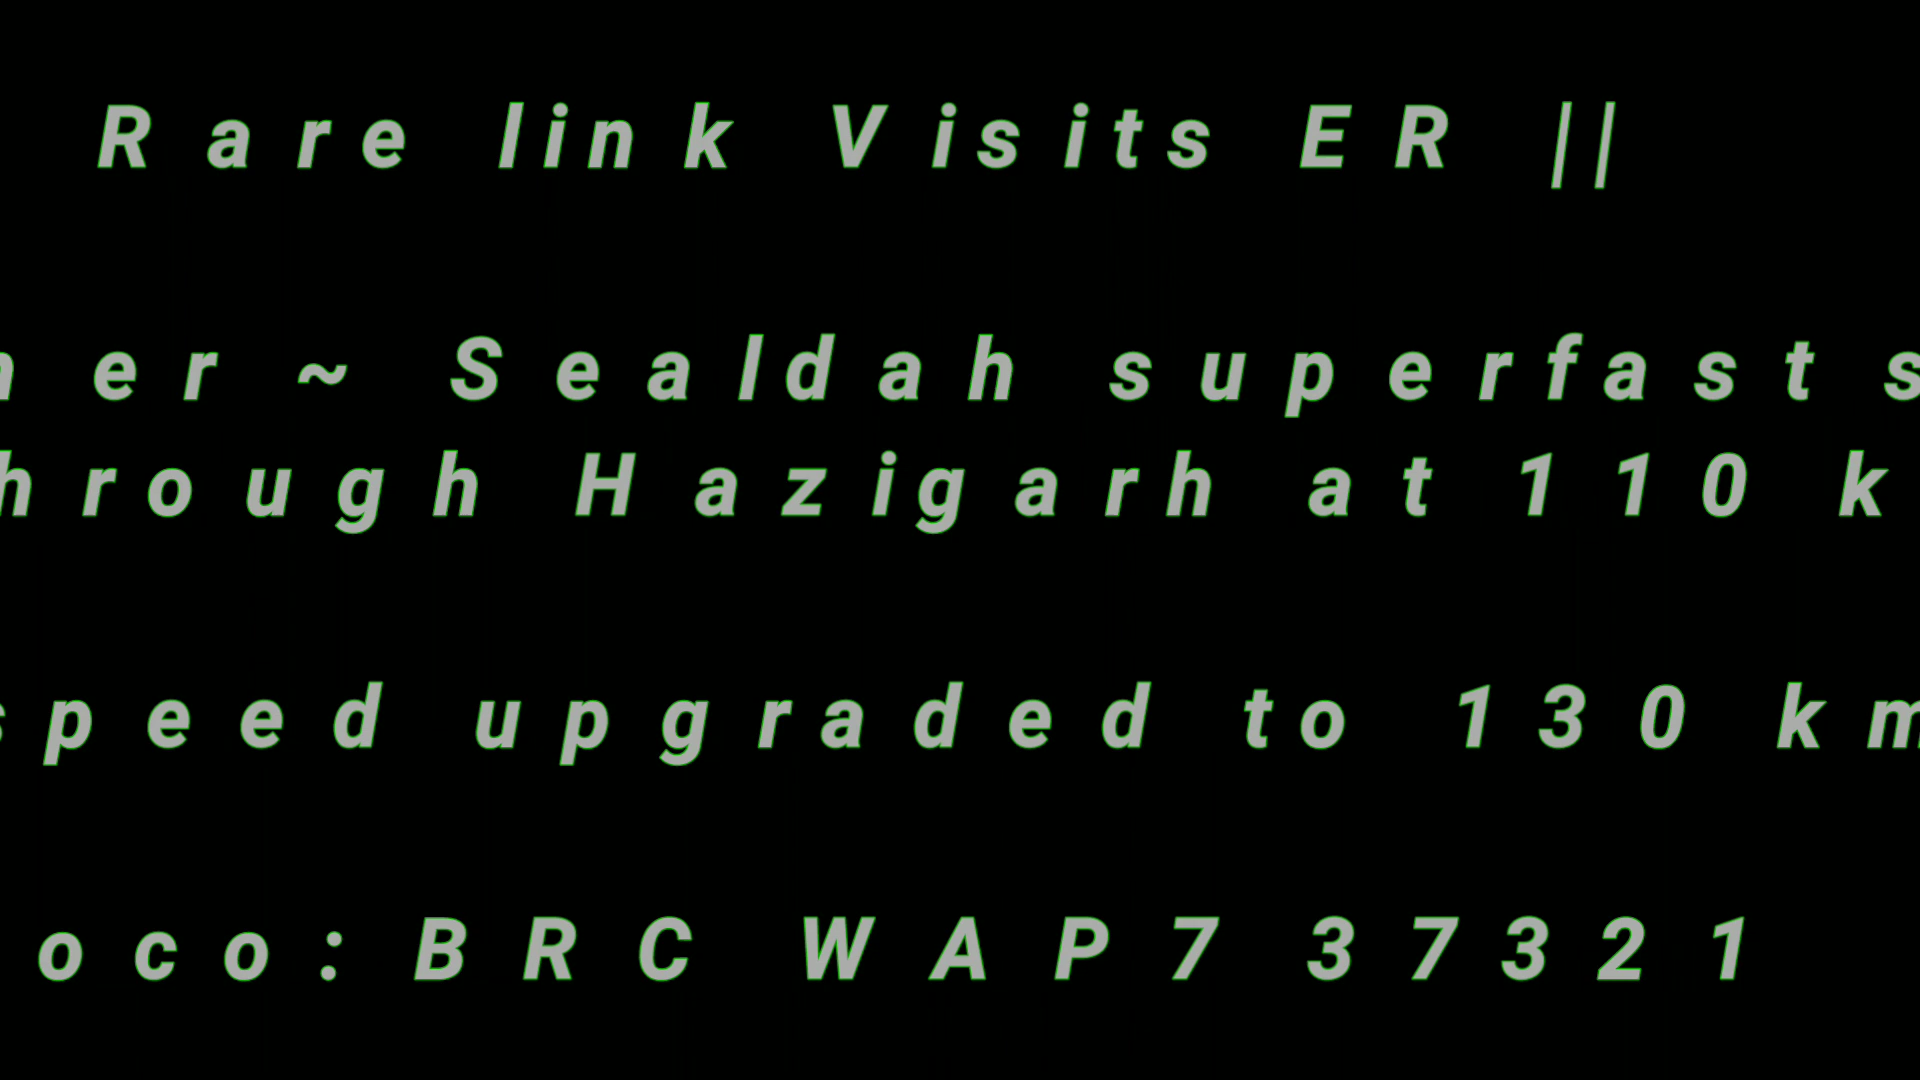 Rare link Visits ER ||
er ~ Sealdah superfast s
hrough Hazigarh at 110 k
speed upgraded to 130 km
oco: BRC WAP7 37321